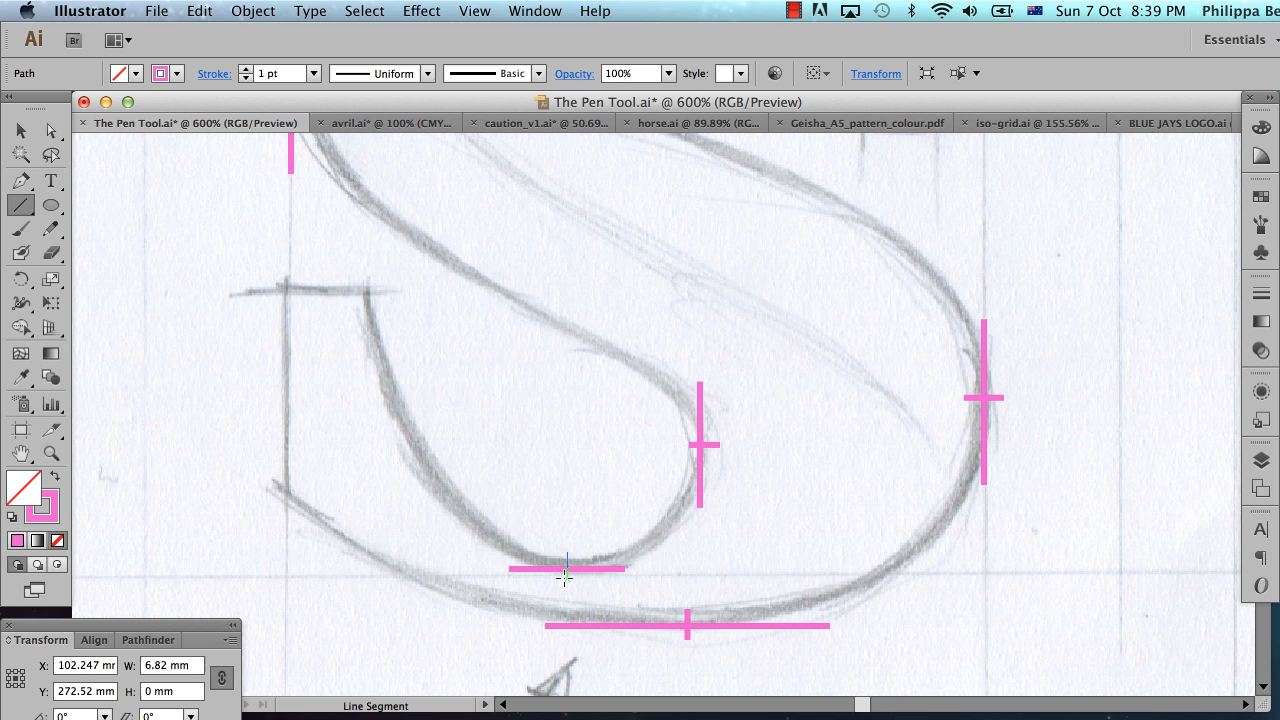 Illustrator File Edit Object Type Select Effect View Window Help Sun 7 Oct 8:39 PM Philippa Be
Ai Br Essentials
Path Stroke: 1 pt Uniform Basic Opacity: 100% Style: Transform
The Pen Tool.ai* @ 600% (RGB/Preview)
The Pen Tool.ai* @ 600% (RGB/Preview) avril.ai* @ 100% (CMY... caution_v1.ai* @ 50.69... horse.ai @ 89.89% (RG... Geisha_A5_pattern_colour.pdf iso-grid.ai @ 155.56% ... BLUE JAYS LOGO.ai
Transform Align Pathfinder
X: 102.247 mr W: 6.82 mm
Y: 272.52 mm H: 0 mm
0° 0°
Line Segment